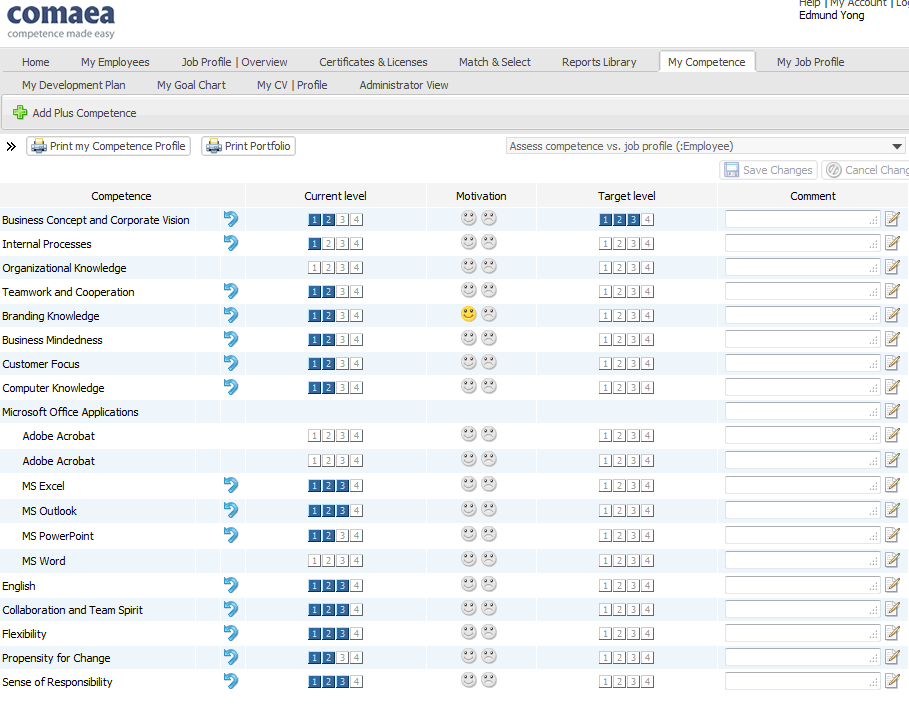 comaea
competence made easy
Help | My Account |
Edmund Yong
Home My Employees Job Profile | Overview Certificates & Licenses Match & Select Reports Library My Competence My Job Profile
My Development Plan My Goal Chart My CV | Profile Administrator View
Add Plus Competence
» Print my Competence Profile Print Portfolio Assess competence vs. job profile (:Employee)
Save Changes Cancel Chang
Competence Current level Motivation Target level Comment
Business Concept and Corporate Vision 1 2 3 4 1 2 3 4
Internal Processes 1 2 3 4 1 2 3 4
Organizational Knowledge 1 2 3 4 1 2 3 4
Teamwork and Cooperation 1 2 3 4 1 2 3 4
Branding Knowledge 1 2 3 4 1 2 3 4
Business Mindedness 1 2 3 4 1 2 3 4
Customer Focus 1 2 3 4 1 2 3 4
Computer Knowledge 1 2 3 4 1 2 3 4
Microsoft Office Applications
Adobe Acrobat 1 2 3 4 1 2 3 4
Adobe Acrobat 1 2 3 4 1 2 3 4
MS Excel 1 2 3 4 1 2 3 4
MS Outlook 1 2 3 4 1 2 3 4
MS PowerPoint 1 2 3 4 1 2 3 4
MS Word 1 2 3 4 1 2 3 4
English 1 2 3 4 1 2 3 4
Collaboration and Team Spirit 1 2 3 4 1 2 3 4
Flexibility 1 2 3 4 1 2 3 4
Propensity for Change 1 2 3 4 1 2 3 4
Sense of Responsibility 1 2 3 4 1 2 3 4